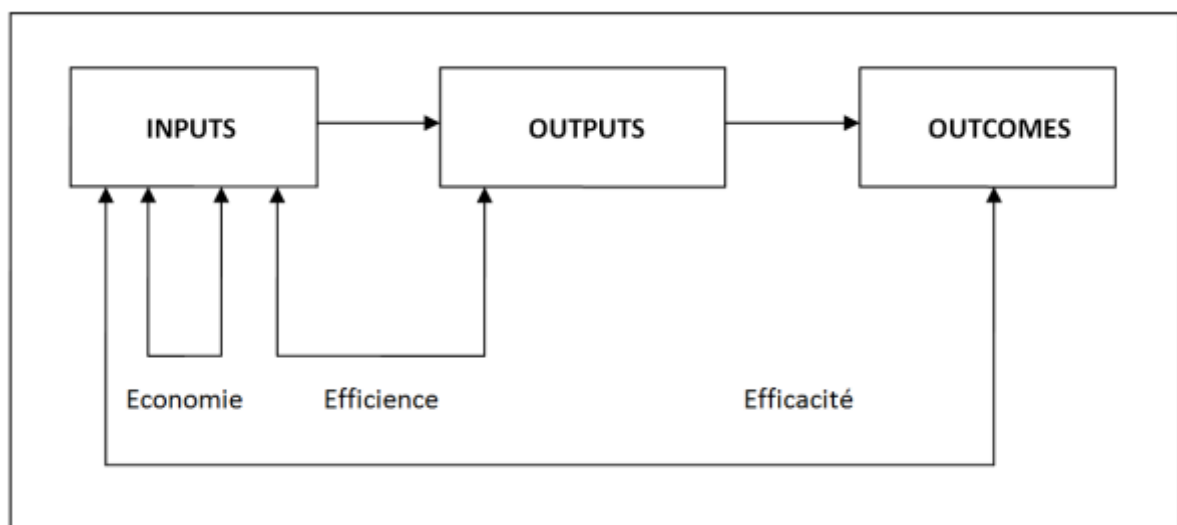 INPUTS
OUTPUTS
OUTCOMES
Economie
Efficience
Efficacité